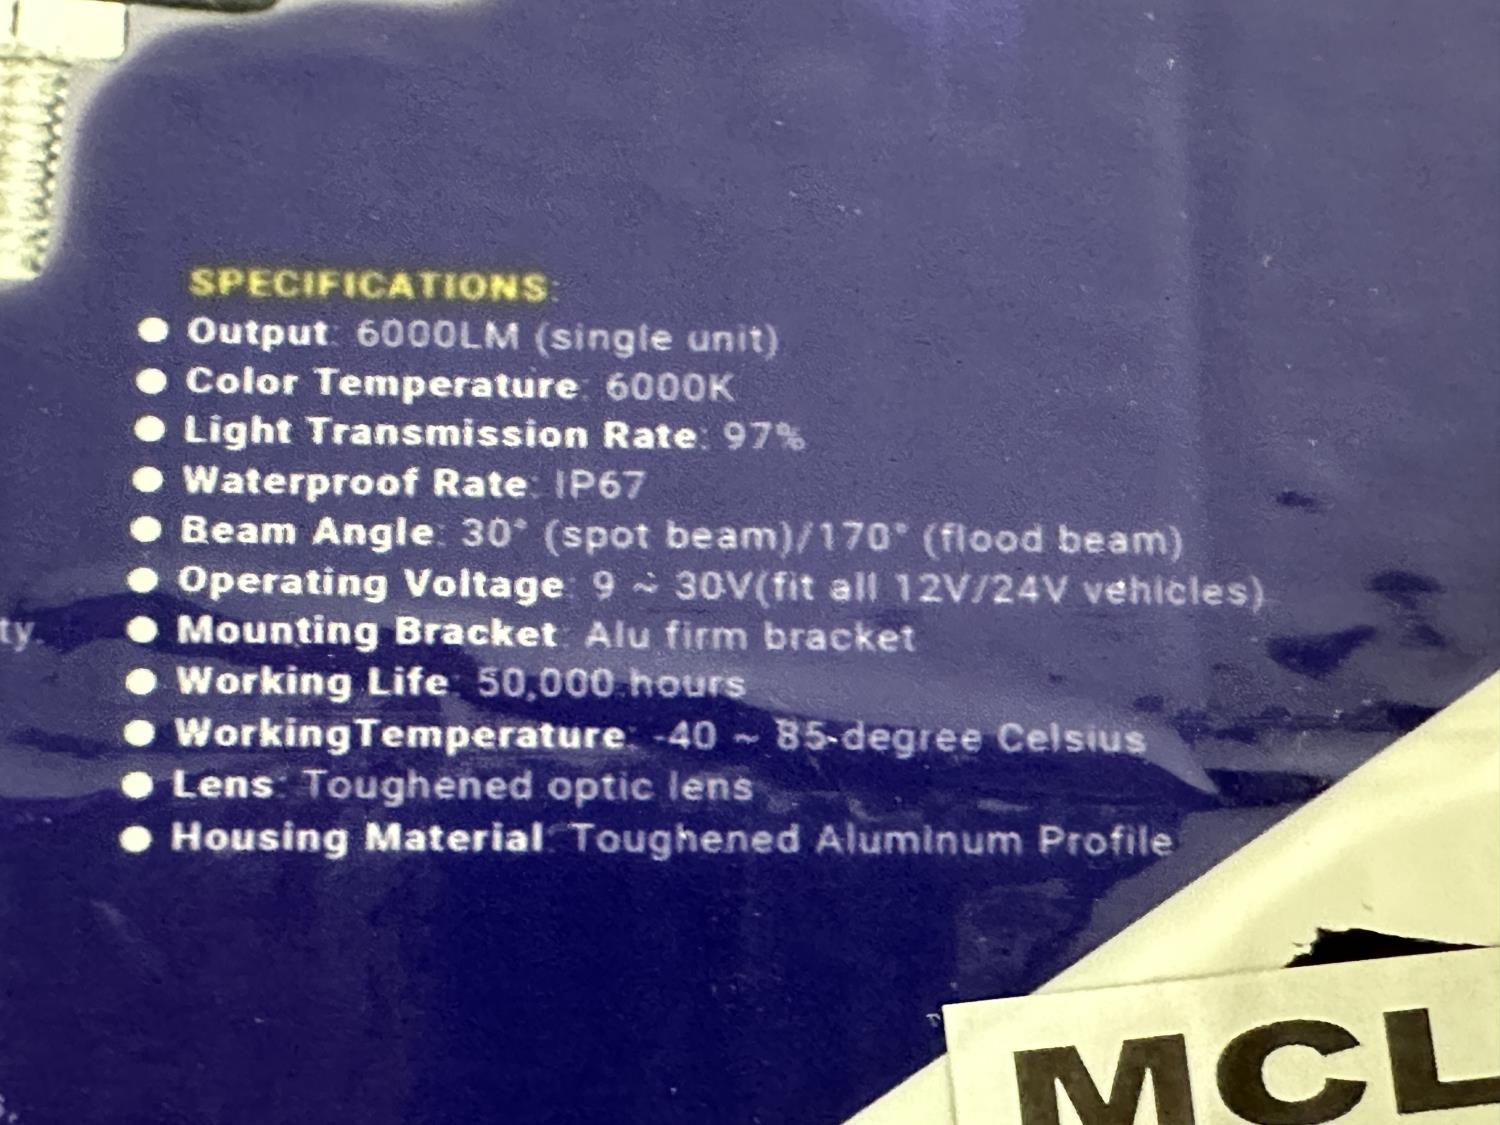 SPECIFICATIONS:
● Output: 6000LM (single unit)
● Color Temperature: 6000K
● Light Transmission Rate: 97%
● Waterproof Rate: IP67
● Beam Angle: 30° (spot beam)/170° (flood beam)
● Operating Voltage: 9 ~ 30V(fit all 12V/24V vehicles)
ty.
● Mounting Bracket: Alu firm bracket
● Working Life: 50,000 hours
● WorkingTemperature: -40 ~ 85-degree Celsius
● Lens: Toughened optic lens
● Housing Material: Toughened Aluminum Profile
MCL